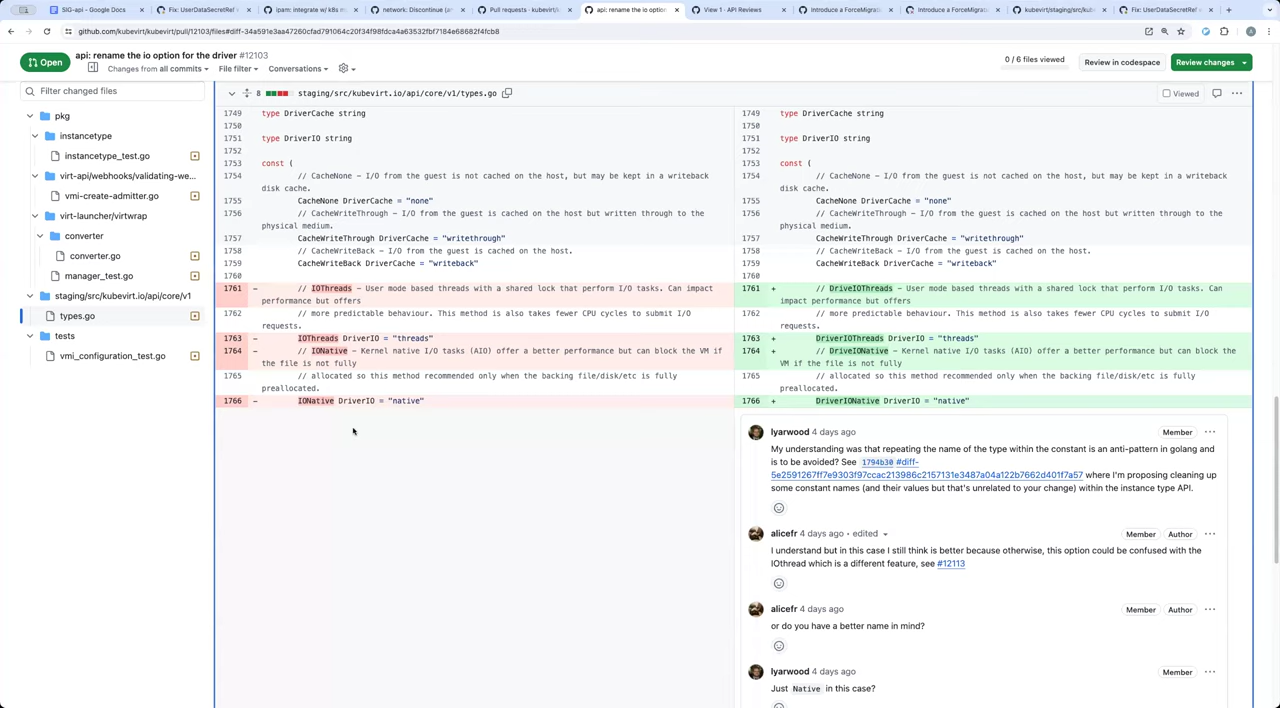 SIG-api - Google Docs
Fix: UserDataSecretRef v
ipam: integrate w/ k8s n
network: Discontinue (an
Pull requests · kubevirt/k
api: rename the io option
View 1 · API Reviews
Introduce a ForceMigrat
Introduce a ForceMigrat
kubevirt/staging/src/kub
Fix: UserDataSecretRef v
github.com/kubevirt/kubevirt/pull/12103/files#diff-34a591e3aa47260cfad791064c20f34f98fdca4a63532fbf7184e68682f4fcb8
Open
api: rename the io option for the driver #12103
Changes from all commits
File filter
Conversations
0 / 6 files viewed
Review in codespace
Review changes
Filter changed files
pkg
instancetype
instancetype_test.go
virt-api/webhooks/validating-we...
vmi-create-admitter.go
virt-launcher/virtwrap
converter
converter.go
manager_test.go
staging/src/kubevirt.io/api/core/v1
types.go
tests
vmi_configuration_test.go
8 staging/src/kubevirt.io/api/core/v1/types.go
Viewed
1749 type DriverCache string
1750
1751 type DriverIO string
1752
1753 const (
1754 // CacheNone - I/O from the guest is not cached on the host, but may be kept in a writeback
disk cache.
1755 CacheNone DriverCache = "none"
1756 // CacheWriteThrough - I/O from the guest is cached on the host but written through to the
physical medium.
1757 CacheWriteThrough DriverCache = "writethrough"
1758 // CacheWriteBack - I/O from the guest is cached on the host.
1759 CacheWriteBack DriverCache = "writeback"
1760
1761 - // IOThreads - User mode based threads with a shared lock that perform I/O tasks. Can impact
performance but offers
1762 // more predictable behaviour. This method is also takes fewer CPU cycles to submit I/O
requests.
1763 - IOThreads DriverIO = "threads"
1764 - // IONative - Kernel native I/O tasks (AIO) offer a better performance but can block the VM if
the file is not fully
1765 // allocated so this method recommended only when the backing file/disk/etc is fully
preallocated.
1766 - IONative DriverIO = "native"
1749 type DriverCache string
1750
1751 type DriverIO string
1752
1753 const (
1754 // CacheNone - I/O from the guest is not cached on the host, but may be kept in a writeback
disk cache.
1755 CacheNone DriverCache = "none"
1756 // CacheWriteThrough - I/O from the guest is cached on the host but written through to the
physical medium.
1757 CacheWriteThrough DriverCache = "writethrough"
1758 // CacheWriteBack - I/O from the guest is cached on the host.
1759 CacheWriteBack DriverCache = "writeback"
1760
1761 + // DriveIOThreads - User mode based threads with a shared lock that perform I/O tasks. Can
impact performance but offers
1762 // more predictable behaviour. This method is also takes fewer CPU cycles to submit I/O
requests.
1763 + DriverIOThreads DriverIO = "threads"
1764 + // DriveIONative - Kernel native I/O tasks (AIO) offer a better performance but can block the
VM if the file is not fully
1765 // allocated so this method recommended only when the backing file/disk/etc is fully
preallocated.
1766 + DriverIONative DriverIO = "native"
lyarwood 4 days ago Member
My understanding was that repeating the name of the type within the constant is an anti-pattern in golang and
is to be avoided? See 1794b30 #diff-
5e2591267ff7e9303f97ccac213986c2157131e3487a04a122b7662d401f7a57 where I'm proposing cleaning up
some constant names (and their values but that's unrelated to your change) within the instance type API.
alicefr 4 days ago · edited Member Author
I understand but in this case I still think is better because otherwise, this option could be confused with the
IOthread which is a different feature, see #12113
alicefr 4 days ago Member Author
or do you have a better name in mind?
lyarwood 4 days ago Member
Just Native in this case?